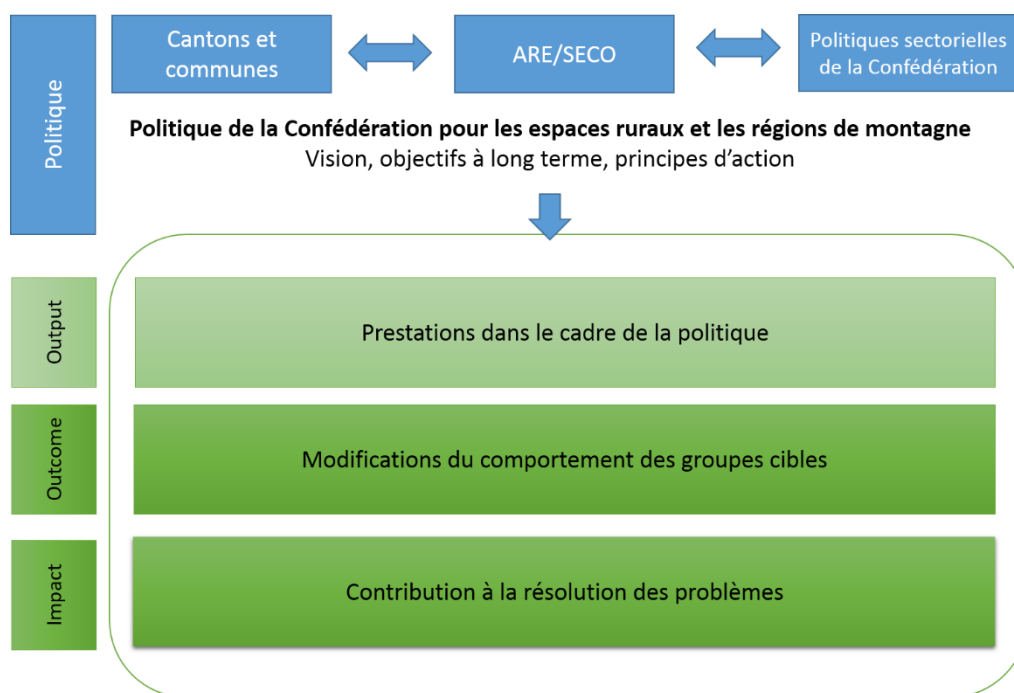 Politique
Cantons et
communes
ARE/SECO
Politiques sectorielles
de la Confédération
Politique de la Confédération pour les espaces ruraux et les régions de montagne
Vision, objectifs à long terme, principes d'action
Output
Prestations dans le cadre de la politique
Outcome
Modifications du comportement des groupes cibles
Impact
Contribution à la résolution des problèmes